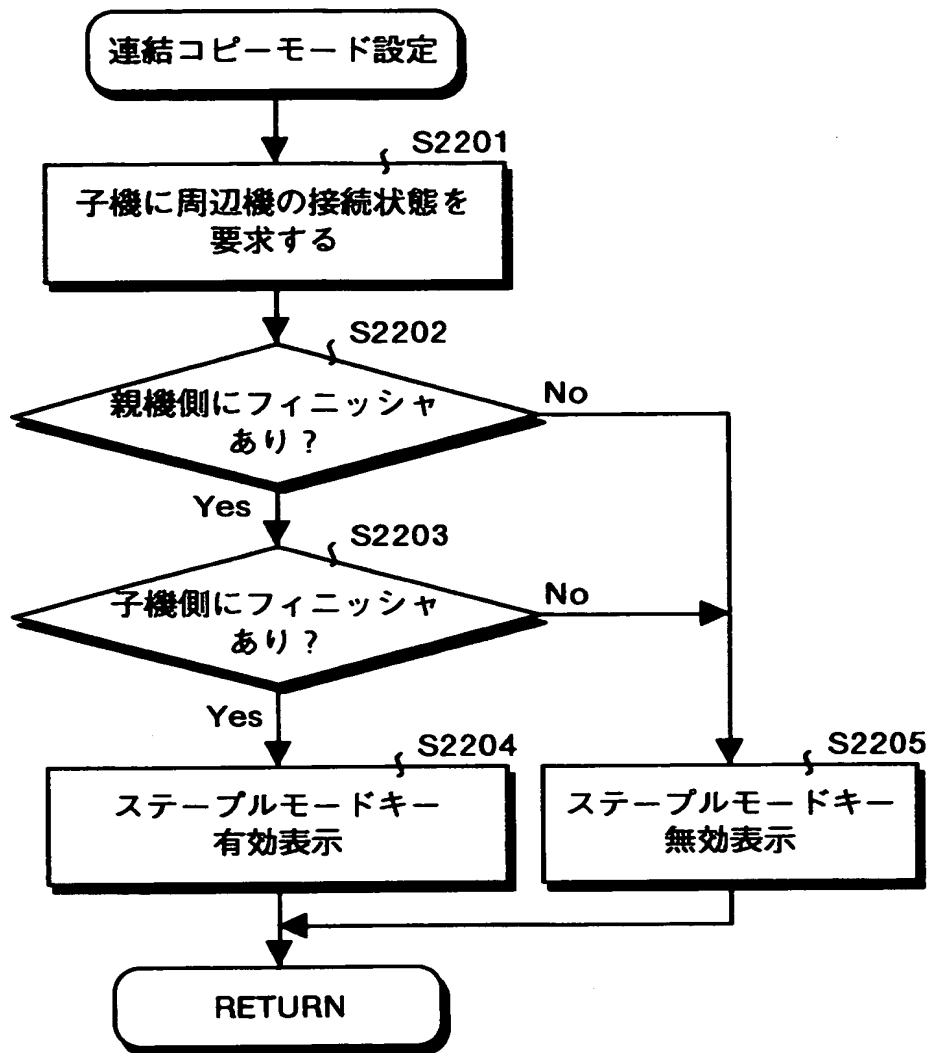 連結コピーモード設定
S2201
子機に周辺機の接続状態を
要求する
S2202
親機側にフィニッシャ
あり?
No
Yes
S2203
子機側にフィニッシャ
あり?
No
Yes
S2204
ステープルモードキー
有効表示
S2205
ステープルモードキー
無効表示
RETURN